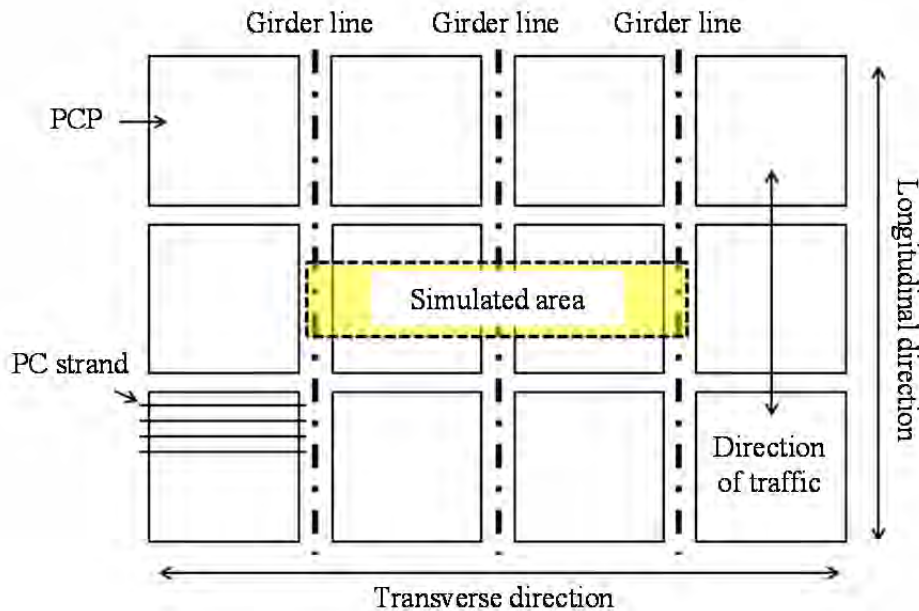 Girder line Girder line Girder line
PCP
Longitudinal direction
Simulated area
PC strand
Direction
of traffic
Transverse direction